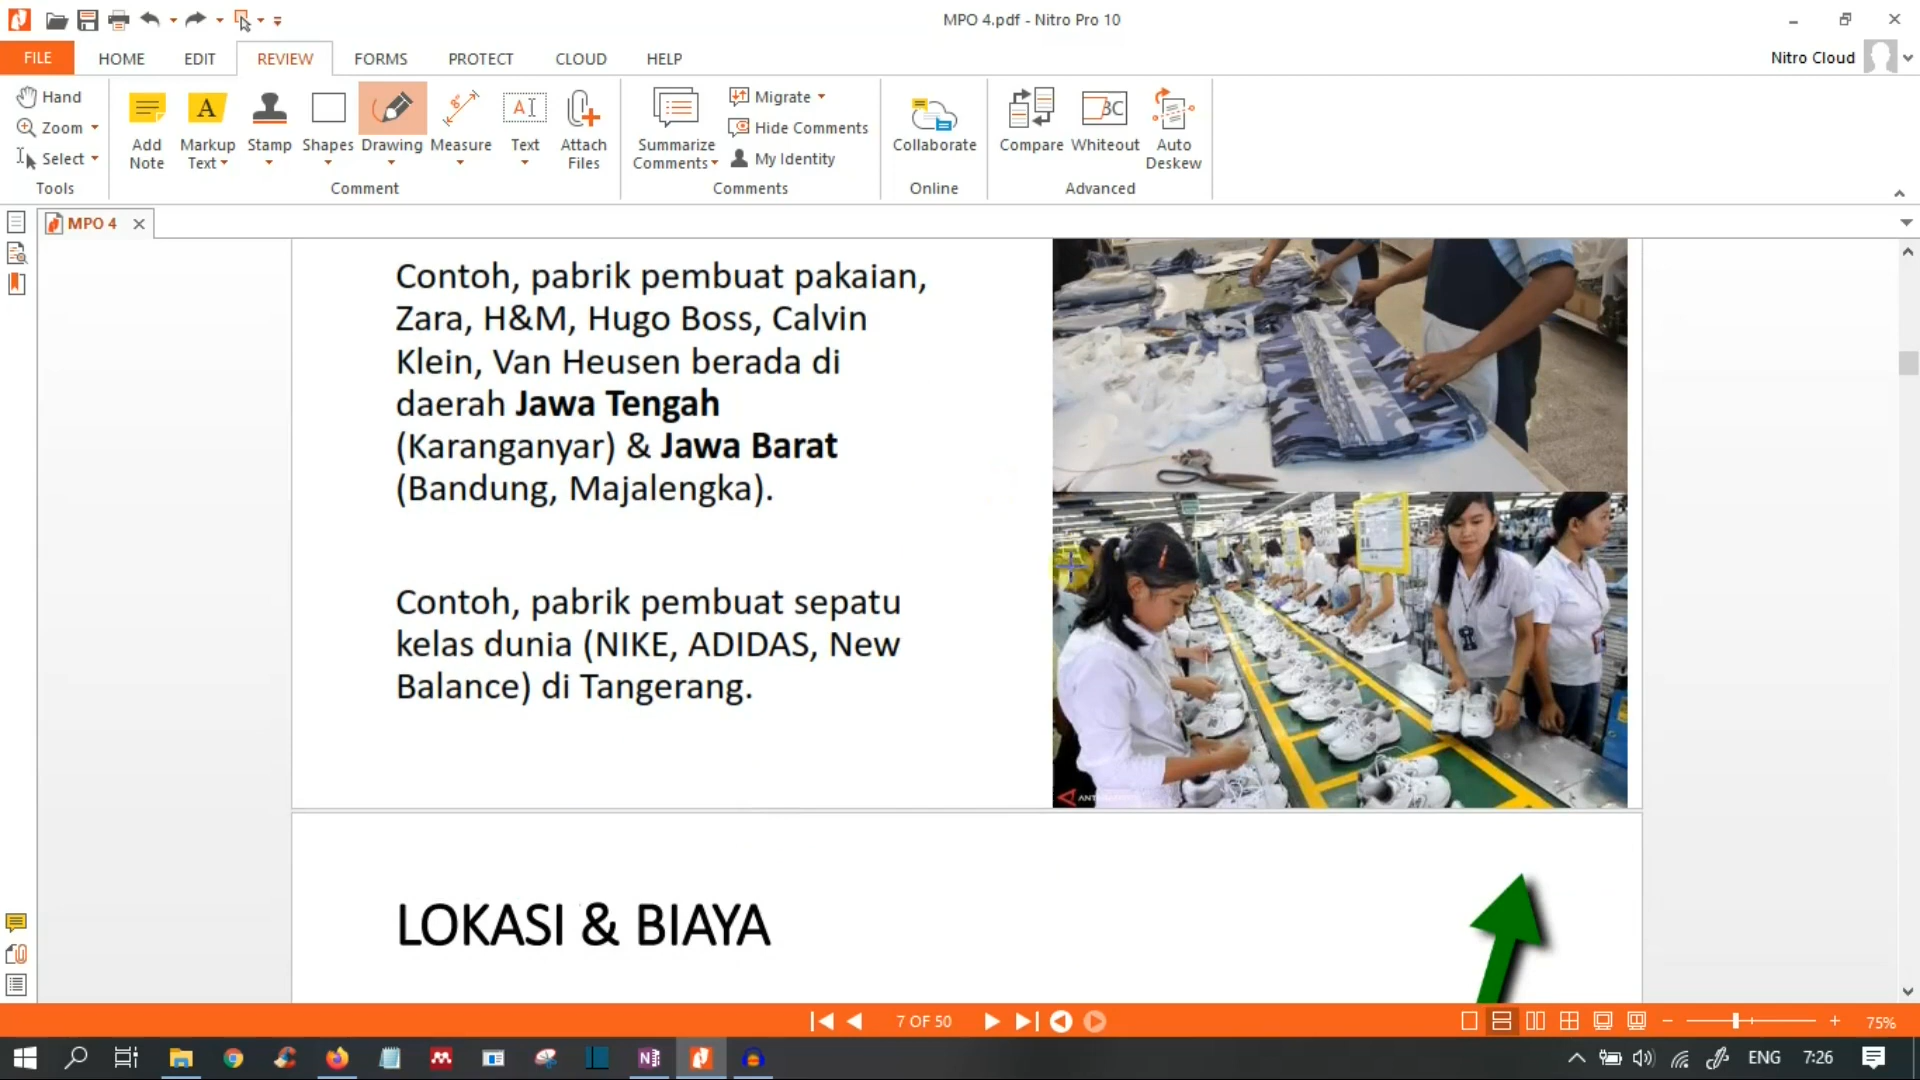 MPO 4.pdf - Nitro Pro 10
FILE
HOME
EDIT
REVIEW
FORMS
PROTECT
CLOUD
HELP
Nitro Cloud
Hand
Zoom
Select
Tools
Add
Note
Markup
Text
Stamp
Shapes
Drawing
Measure
Text
Attach
Files
Comment
Summarize
Comments
Migrate
Hide Comments
My Identity
Comments
Collaborate
Online
Compare
Whiteout
Auto
Deskew
Advanced
MPO 4
Contoh, pabrik pembuat pakaian,
Zara, H&M, Hugo Boss, Calvin
Klein, Van Heusen berada di
daerah Jawa Tengah
(Karanganyar) & Jawa Barat
(Bandung, Majalengka).
Contoh, pabrik pembuat sepatu
kelas dunia (NIKE, ADIDAS, New
Balance) di Tangerang.
LOKASI & BIAYA
7 OF 50
75%
ENG
7:26